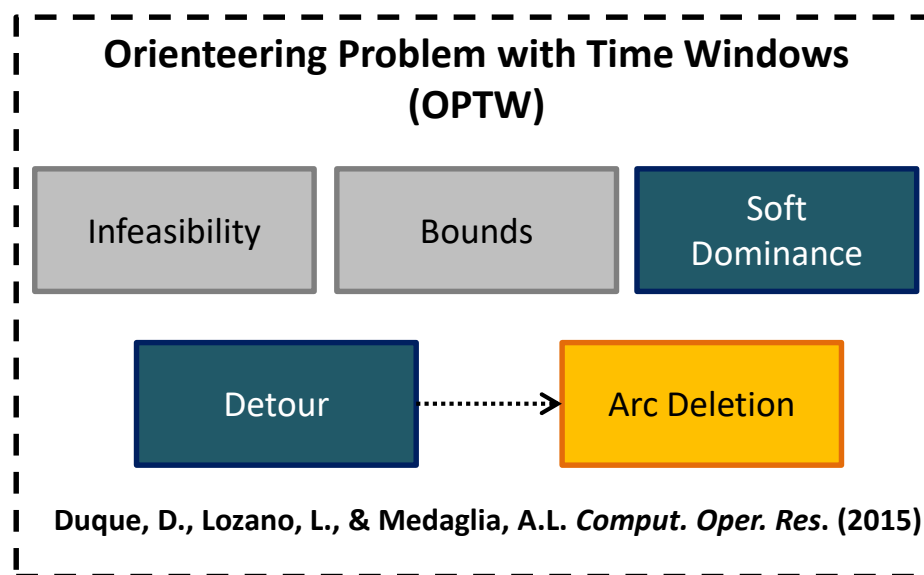 Orienteering Problem with Time Windows
(OPTW)
Infeasibility
Bounds
Soft
Dominance
Detour
Arc Deletion
Duque, D., Lozano, L., & Medaglia, A.L. Comput. Oper. Res. (2015)